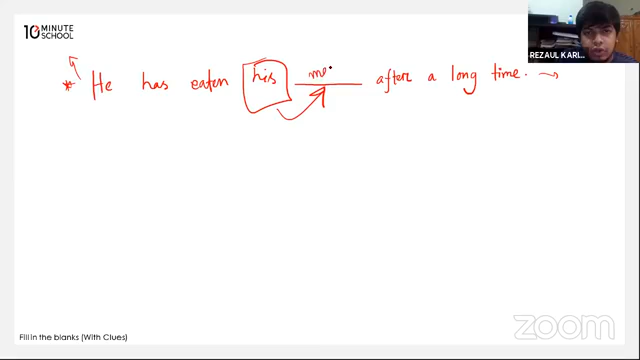 10 MINUTE SCHOOL
REZAUL KARI
* He has eaten his me after a long time. →
Fill in the blanks (With Clues)
zoom